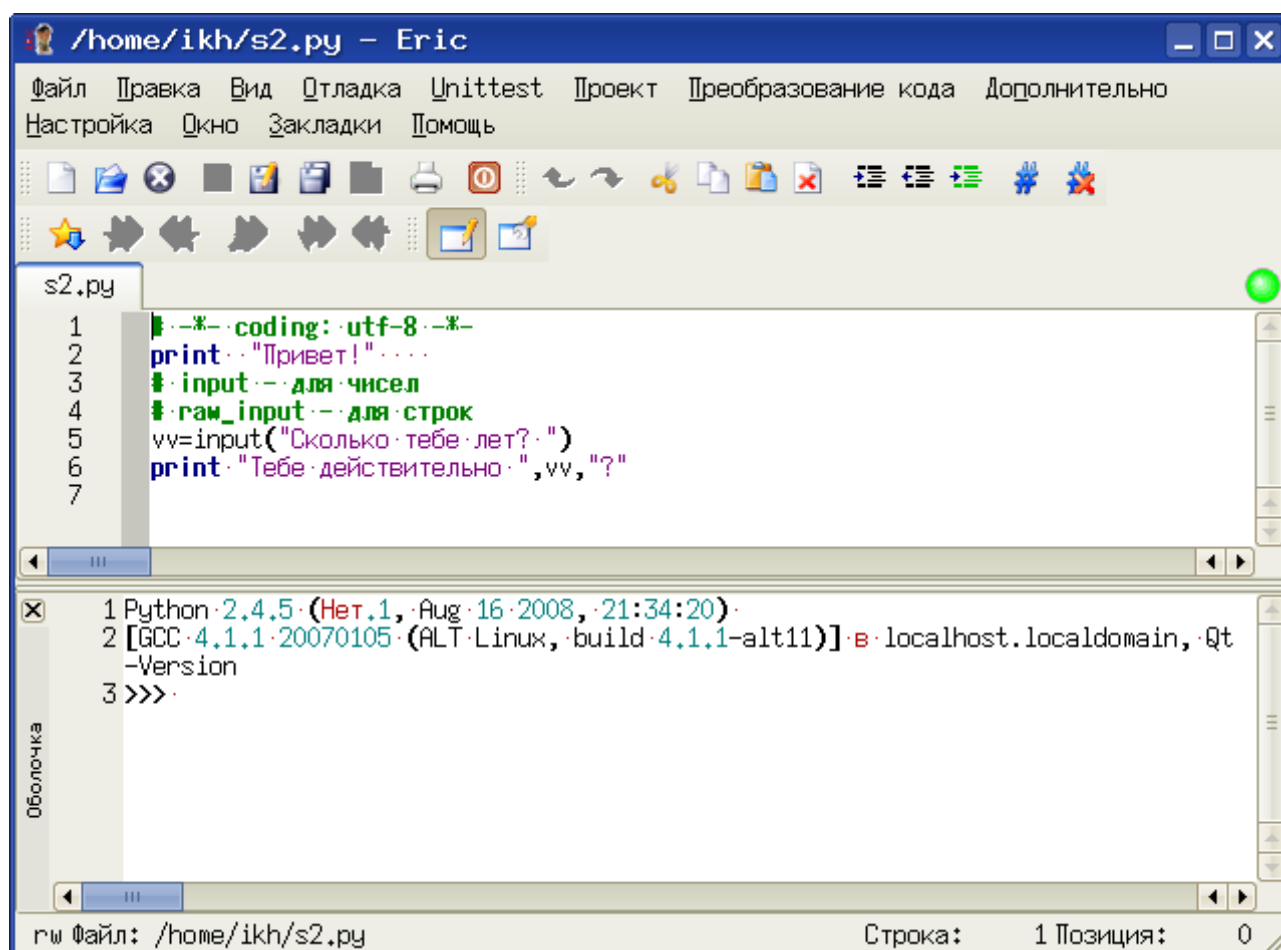 /home/ikh/s2.py - Eric
Файл Правка Вид Отладка Unittest Проект Преобразование кода Дополнительно
Настройка Окно Закладки Помощь
s2.py
1 # -*- coding: utf-8 -*-
2 print "Привет!"
3 # input - для чисел
4 # raw_input - для строк
5 vv=input("Сколько тебе лет? ")
6 print "Тебе действительно ",vv,"?"
7
1 Python 2.4.5 (Нет.1, Aug 16 2008, 21:34:20)
2 [GCC 4.1.1 20070105 (ALT Linux, build 4.1.1-alt11)] в localhost.localdomain, Qt
-Version
3 >>>
Оболочка
rw Файл: /home/ikh/s2.py Строка: 1 Позиция: 0